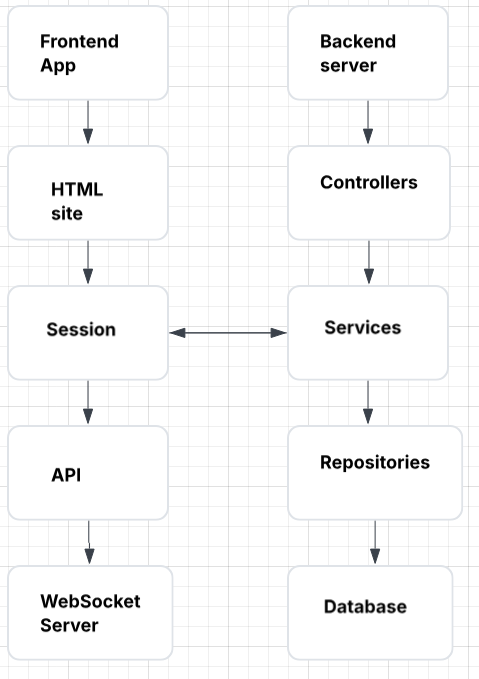 Frontend
App
Backend
server
HTML
site
Controllers
Session
Services
API
Repositories
WebSocket
Server
Database